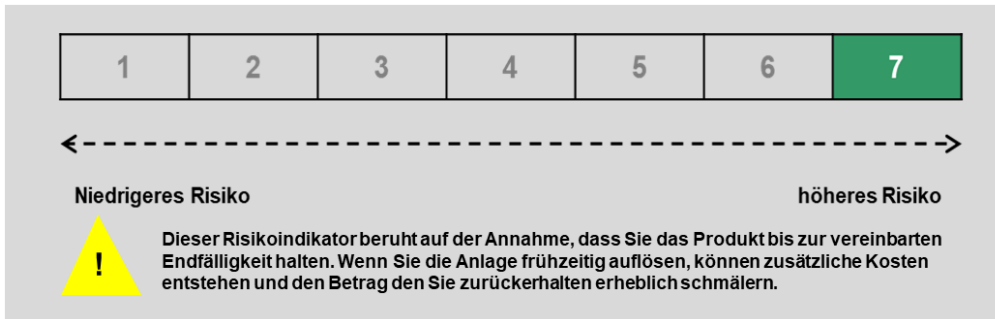 1 2 3 4 5 6 7
Niedrigeres Risiko höheres Risiko
!
Dieser Risikoindikator beruht auf der Annahme, dass Sie das Produkt bis zur vereinbarten
Endfälligkeit halten. Wenn Sie die Anlage frühzeitig auflösen, können zusätzliche Kosten
entstehen und den Betrag den Sie zurückerhalten erheblich schmälern.